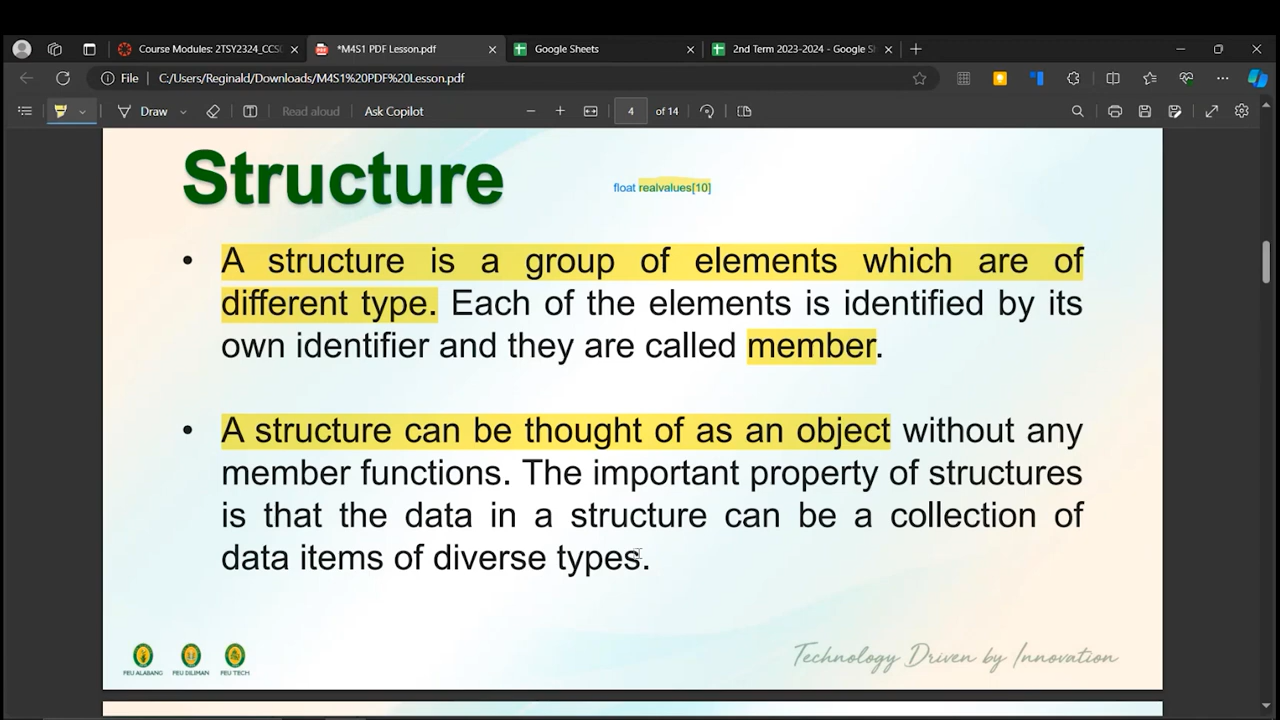 Course Modules: 2TSY2324_CCS
*M4S1 PDF Lesson.pdf
Google Sheets
2nd Term 2023-2024 - Google S
File
C:/Users/Reginald/Downloads/M4S1%20PDF%20Lesson.pdf
Draw
Read aloud
Ask Copilot
4 of 14
Structure
float realvalues[10]
• A structure is a group of elements which are of
different type. Each of the elements is identified by its
own identifier and they are called member.
• A structure can be thought of as an object without any
member functions. The important property of structures
is that the data in a structure can be a collection of
data items of diverse types.
FEU ALABANG FEU DILIMAN FEU TECH
Technology Driven by Innovation